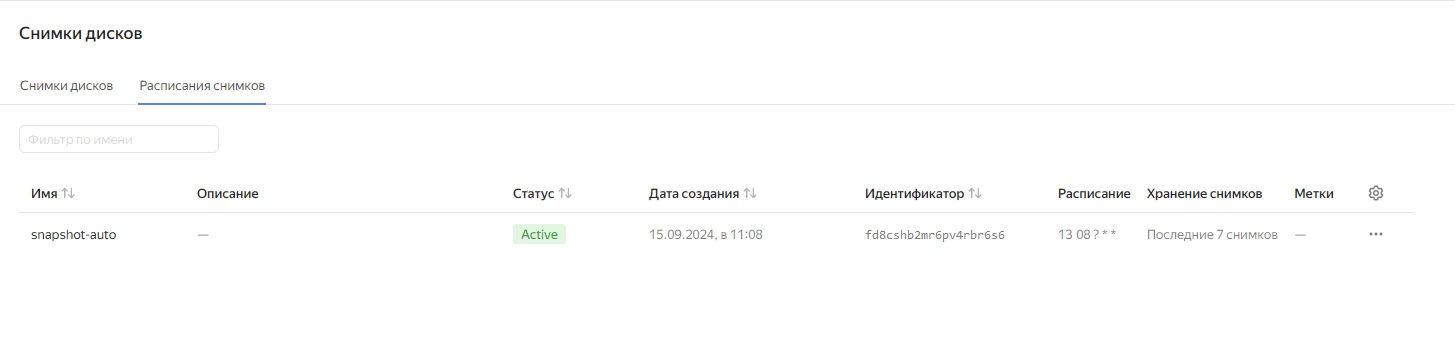 Снимки дисков
Снимки дисков Расписания снимков
Фильтр по имени
Имя Описание Статус Дата создания Идентификатор Расписание Хранение снимков Метки
snapshot-auto — Active 15.09.2024, в 11:08 fd8cshb2mr6pv4rbr6s6 13 08 ? * * Последние 7 снимков —